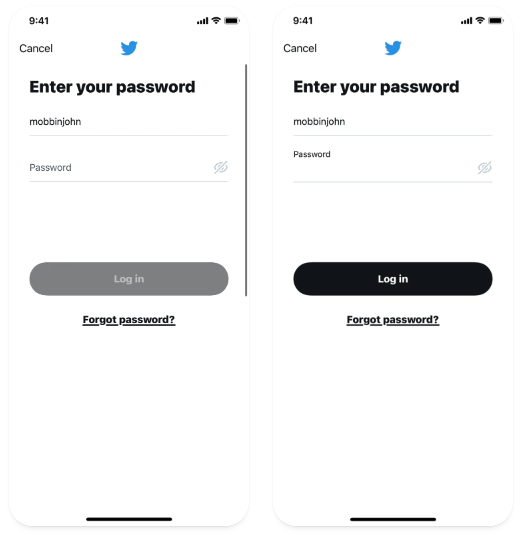 9:41
Cancel
Enter your password
mobbinjohn
Password
Log in
Forgot password?
9:41
Cancel
Enter your password
mobbinjohn
Password
Log in
Forgot password?